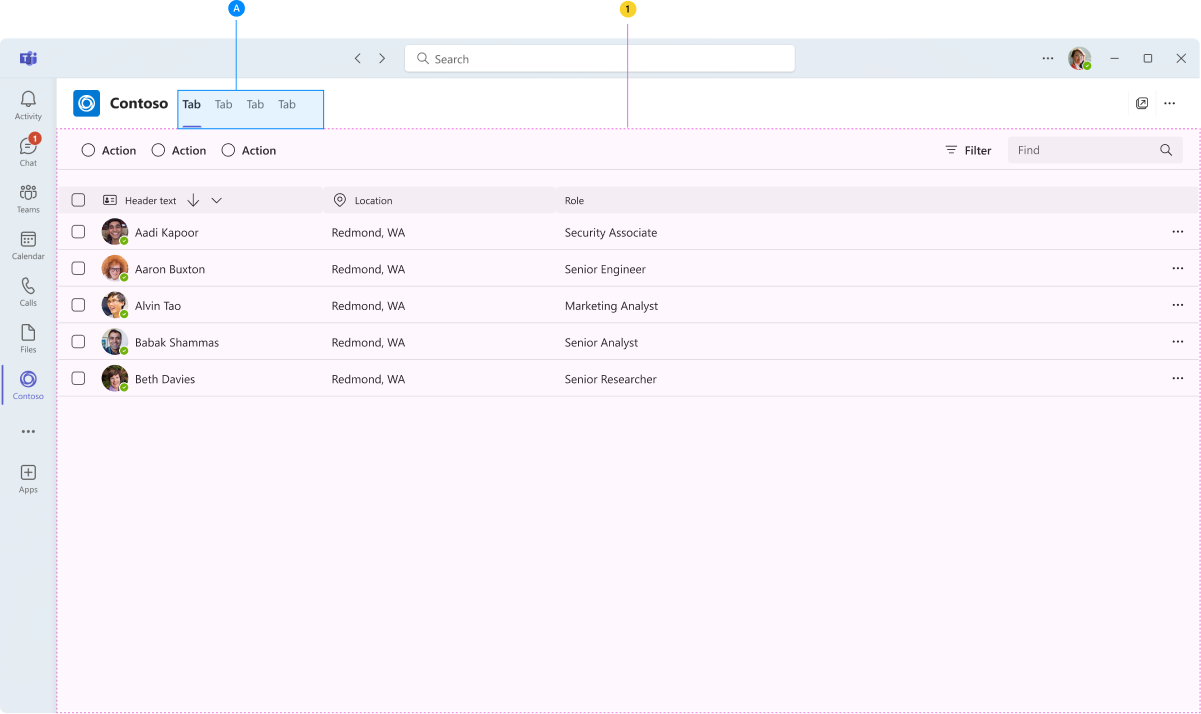 A
1
Search
Contoso Tab Tab Tab Tab
Activity
1
Chat
Teams
Calendar
Calls
Files
Contoso
Apps
Action Action Action Filter Find
Header text Location Role
Aadi Kapoor Redmond, WA Security Associate
Aaron Buxton Redmond, WA Senior Engineer
Alvin Tao Redmond, WA Marketing Analyst
Babak Shammas Redmond, WA Senior Analyst
Beth Davies Redmond, WA Senior Researcher